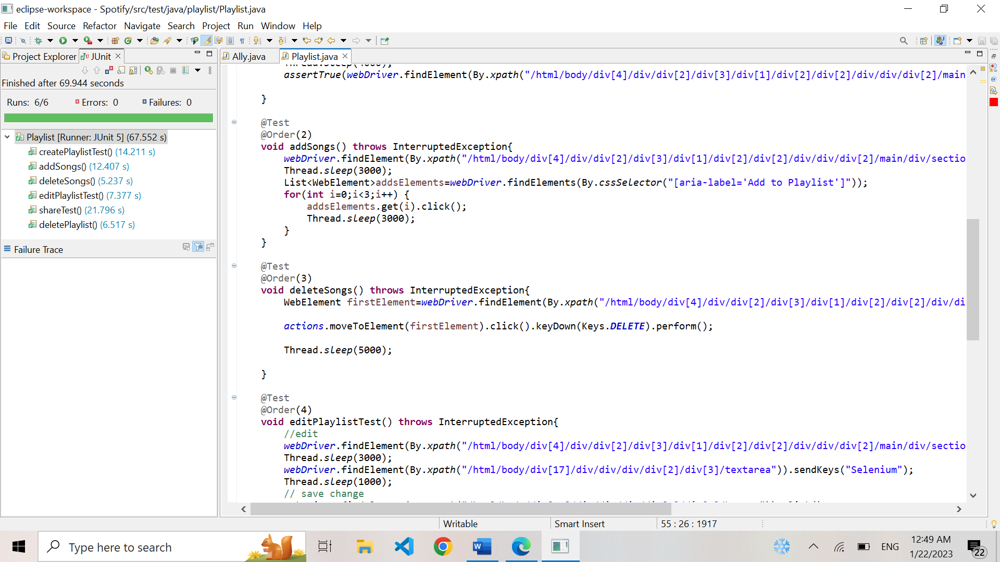 eclipse-workspace - Spotify/src/test/java/playlist/Playlist.java
File Edit Source Refactor Navigate Search Project Run Window Help
Project Explorer JUnit
Finished after 69.944 seconds
Runs: 6/6 Errors: 0 Failures: 0
Playlist [Runner: JUnit 5] (67.552 s)
createPlaylistTest() (14.211 s)
addSongs() (12.407 s)
deleteSongs() (5.237 s)
editPlaylistTest() (7.377 s)
shareTest() (21.796 s)
deletePlaylist() (6.517 s)
Failure Trace
Ally.java Playlist.java
assertTrue(webDriver.findElement(By.xpath("/html/body/div[4]/div/div[2]/div[3]/div[1]/div[2]/div[2]/div/div/div[2]/main
}
@Test
@Order(2)
void addSongs() throws InterruptedException{
webDriver.findElement(By.xpath("/html/body/div[4]/div/div[2]/div[3]/div[1]/div[2]/div[2]/div/div/div[2]/main/div/sectio
Thread.sleep(3000);
List<WebElement>addsElements=webDriver.findElements(By.cssSelector("[aria-label='Add to Playlist']"));
for(int i=0;i<3;i++) {
addsElements.get(i).click();
Thread.sleep(3000);
}
}
@Test
@Order(3)
void deleteSongs() throws InterruptedException{
WebElement firstElement=webDriver.findElement(By.xpath("/html/body/div[4]/div/div[2]/div[3]/div[1]/div[2]/div[2]/div/di
actions.moveToElement(firstElement).click().keyDown(Keys.DELETE).perform();
Thread.sleep(5000);
}
@Test
@Order(4)
void editPlaylistTest() throws InterruptedException{
//edit
webDriver.findElement(By.xpath("/html/body/div[4]/div/div[2]/div[3]/div[1]/div[2]/div[2]/div/div/div[2]/main/div/sectio
Thread.sleep(3000);
webDriver.findElement(By.xpath("/html/body/div[17]/div/div/div/div[2]/div[3]/textarea")).sendKeys("Selenium");
Thread.sleep(1000);
// save change
Writable Smart Insert 55 : 26 : 1917
Type here to search
ENG
12:49 AM
1/22/2023
22